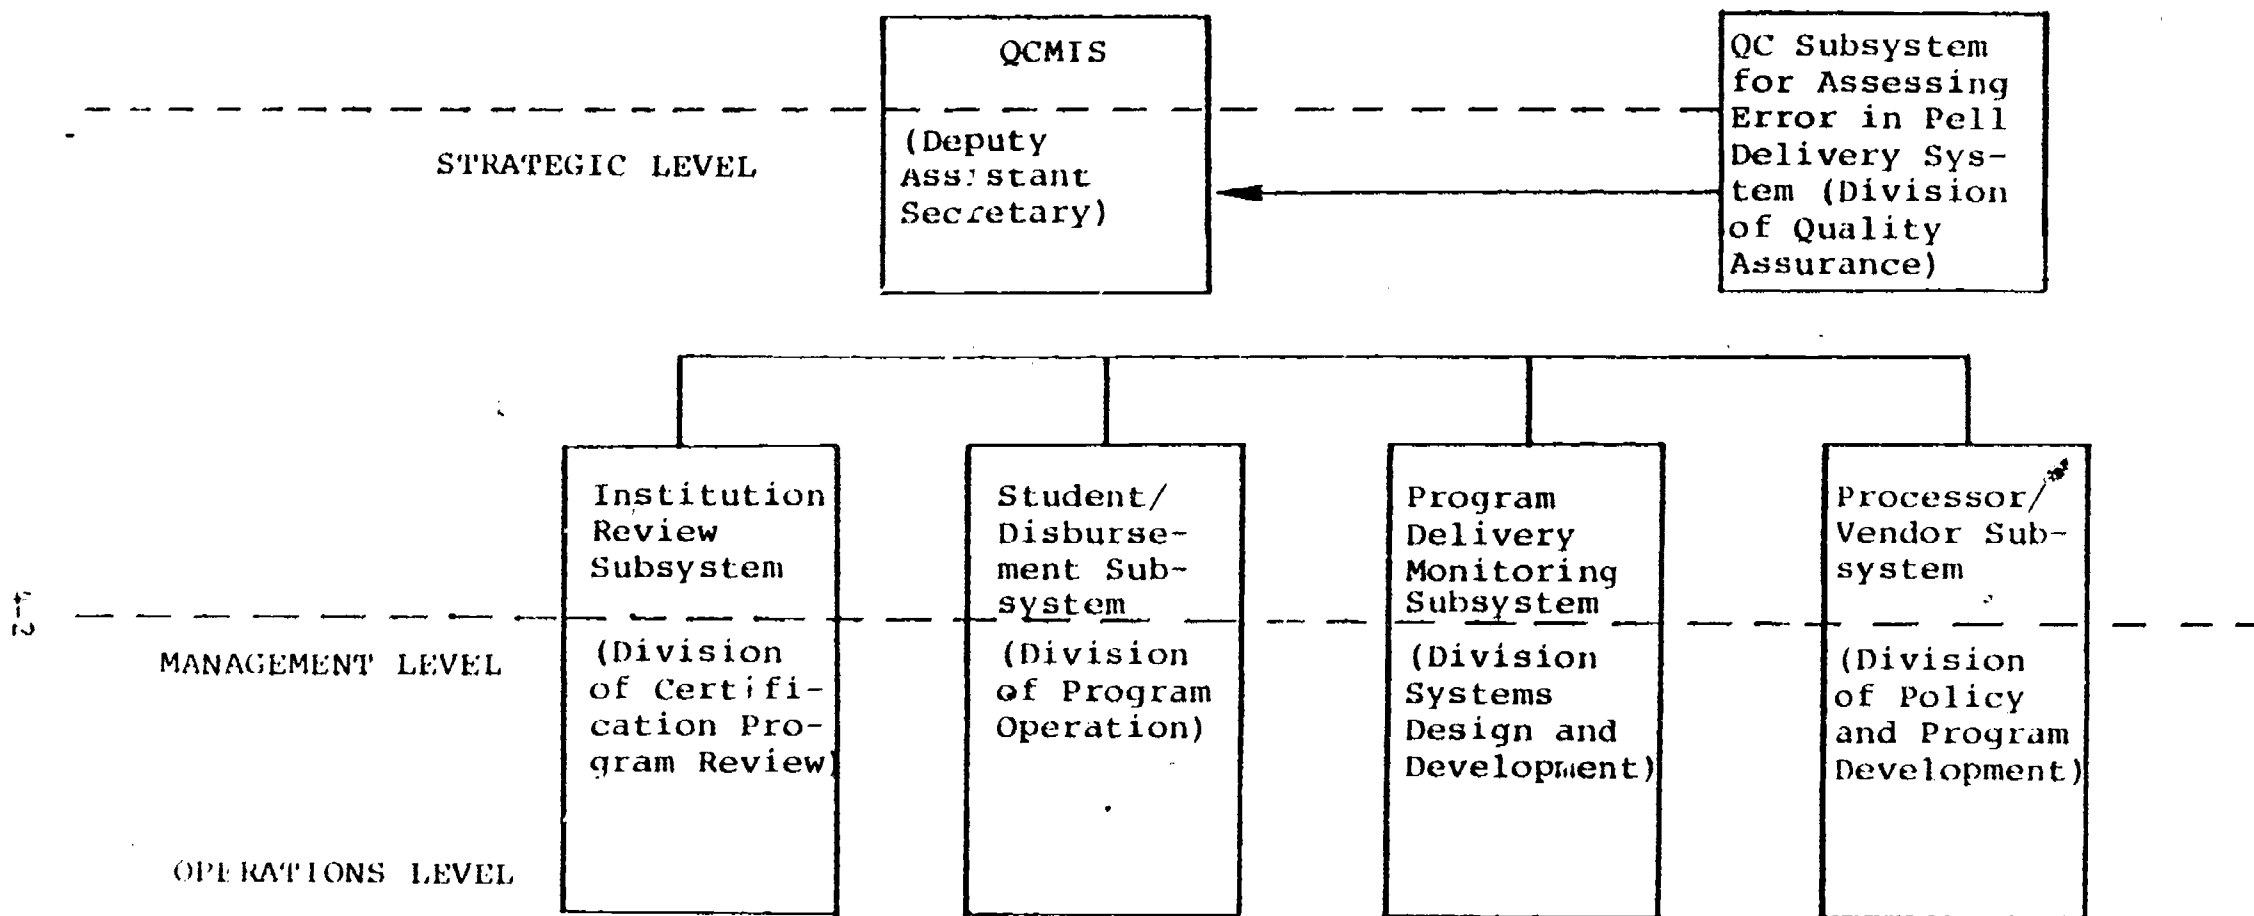 QCMIS
(Deputy
Assistant
Secretary)
QC Subsystem
for Assessing
Error in Pell
Delivery Sys-
tem (Division
of Quality
Assurance)
STRATEGIC LEVEL
Institution
Review
Subsystem
(Division
of Certifi-
cation Pro-
gram Review)
Student/
Disburse-
ment Sub-
system
(Division
of Program
Operation)
Program
Delivery
Monitoring
Subsystem
(Division
Systems
Design and
Development)
Processor/
Vendor Sub-
system
(Division
of Policy
and Program
Development)
MANAGEMENT LEVEL
OPERATIONS LEVEL